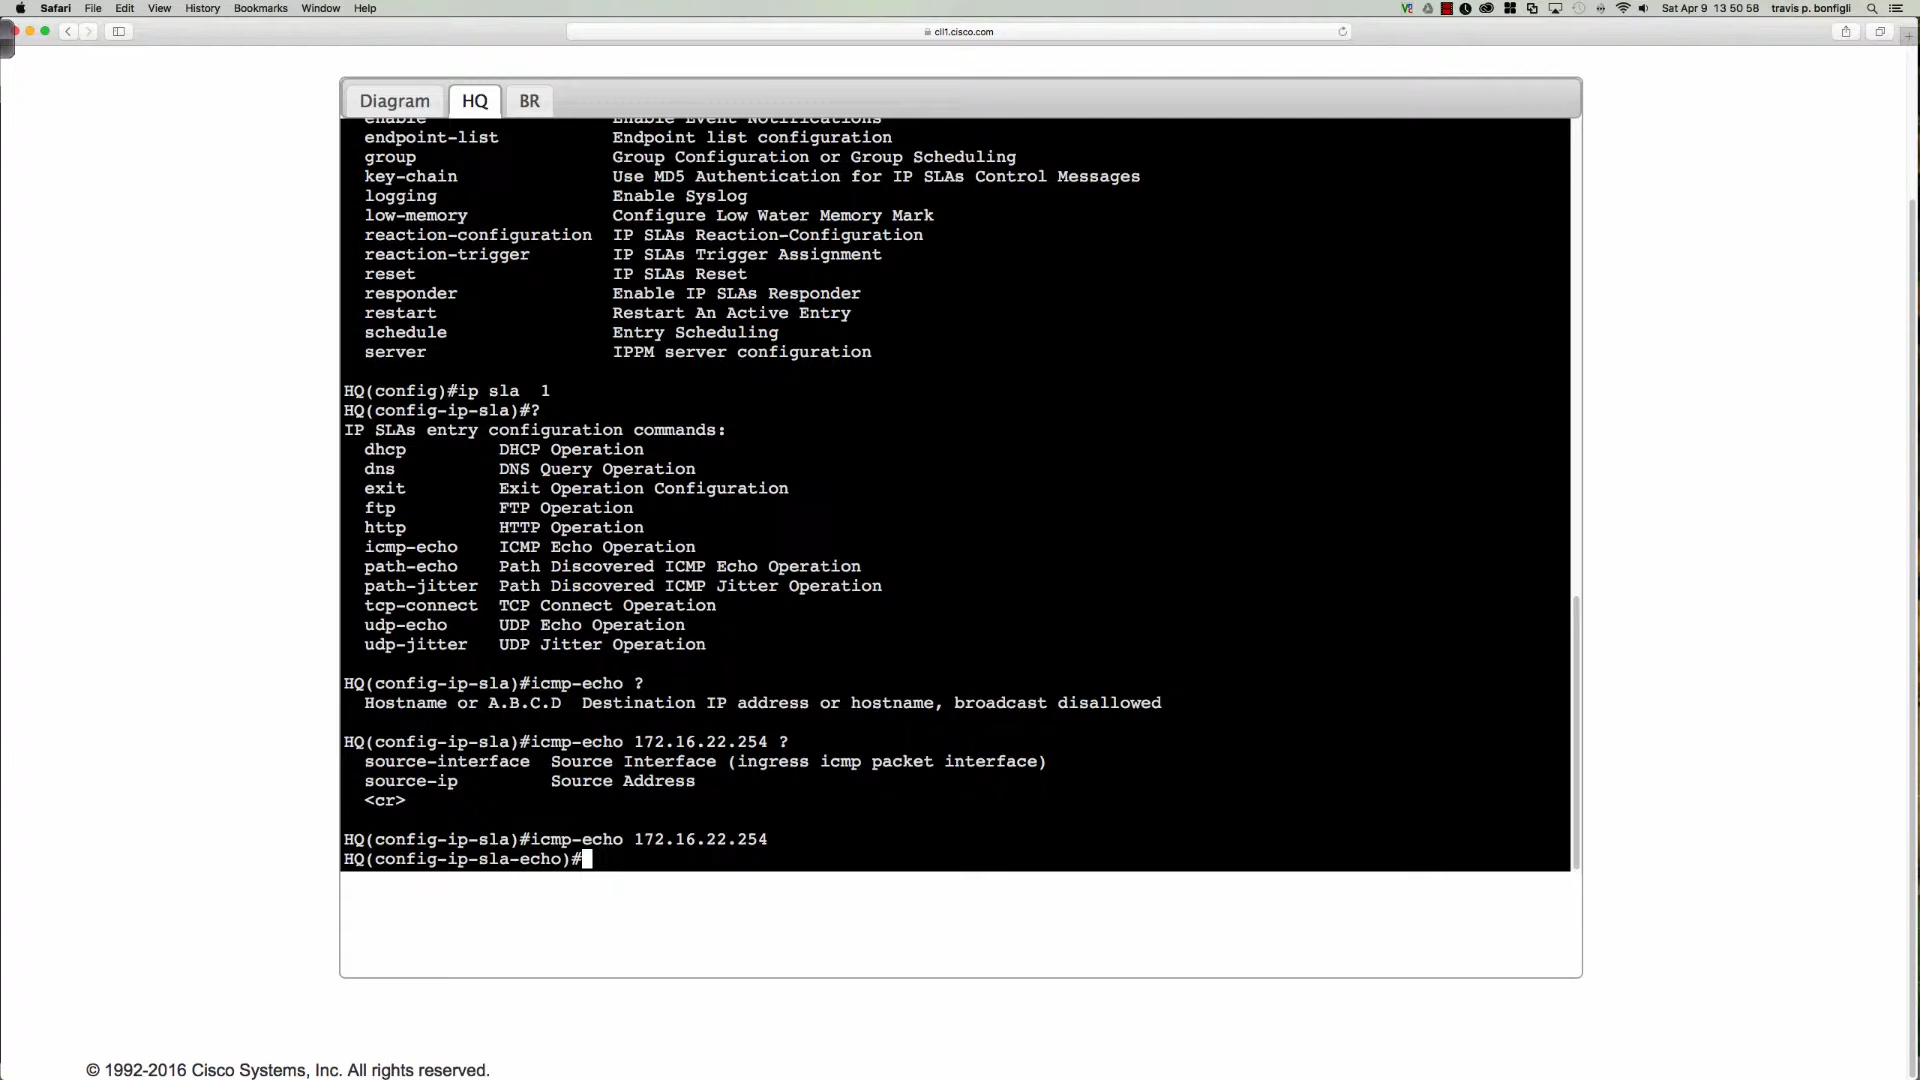 Safari File Edit View History Bookmarks Window Help Sat Apr 9 13 50 58 travis p. bonfigli
cll1.cisco.com
Diagram HQ BR
enable Enable Event Notifications
endpoint-list Endpoint list configuration
group Group Configuration or Group Scheduling
key-chain Use MD5 Authentication for IP SLAs Control Messages
logging Enable Syslog
low-memory Configure Low Water Memory Mark
reaction-configuration IP SLAs Reaction-Configuration
reaction-trigger IP SLAs Trigger Assignment
reset IP SLAs Reset
responder Enable IP SLAs Responder
restart Restart An Active Entry
schedule Entry Scheduling
server IPPM server configuration
HQ(config)#ip sla  1
HQ(config-ip-sla)#?
IP SLAs entry configuration commands:
dhcp DHCP Operation
dns DNS Query Operation
exit Exit Operation Configuration
ftp FTP Operation
http HTTP Operation
icmp-echo ICMP Echo Operation
path-echo Path Discovered ICMP Echo Operation
path-jitter Path Discovered ICMP Jitter Operation
tcp-connect TCP Connect Operation
udp-echo UDP Echo Operation
udp-jitter UDP Jitter Operation
HQ(config-ip-sla)#icmp-echo ?
Hostname or A.B.C.D  Destination IP address or hostname, broadcast disallowed
HQ(config-ip-sla)#icmp-echo 172.16.22.254 ?
source-interface Source Interface (ingress icmp packet interface)
source-ip Source Address
<cr>
HQ(config-ip-sla)#icmp-echo 172.16.22.254
HQ(config-ip-sla-echo)#
© 1992-2016 Cisco Systems, Inc. All rights reserved.